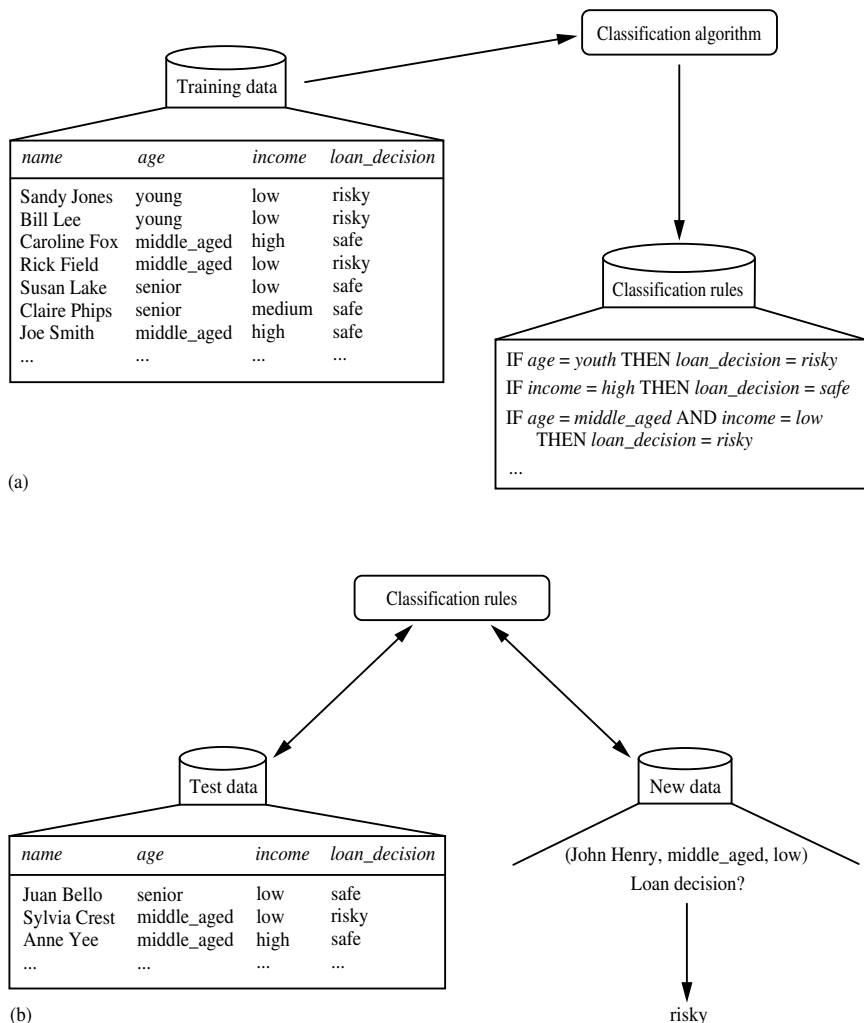 Classification algorithm
Training data
name age income loan_decision
Sandy Jones young low risky
Bill Lee young low risky
Caroline Fox middle_aged high safe
Rick Field middle_aged low risky
Susan Lake senior low safe
Claire Phips senior medium safe
Joe Smith middle_aged high safe
... ... ... ...
Classification rules
IF age = youth THEN loan_decision = risky
IF income = high THEN loan_decision = safe
IF age = middle_aged AND income = low
THEN loan_decision = risky
...
(a)
Classification rules
Test data
name age income loan_decision
Juan Bello senior low safe
Sylvia Crest middle_aged low risky
Anne Yee middle_aged high safe
... ... ... ...
New data
(John Henry, middle_aged, low)
Loan decision?
risky
(b)